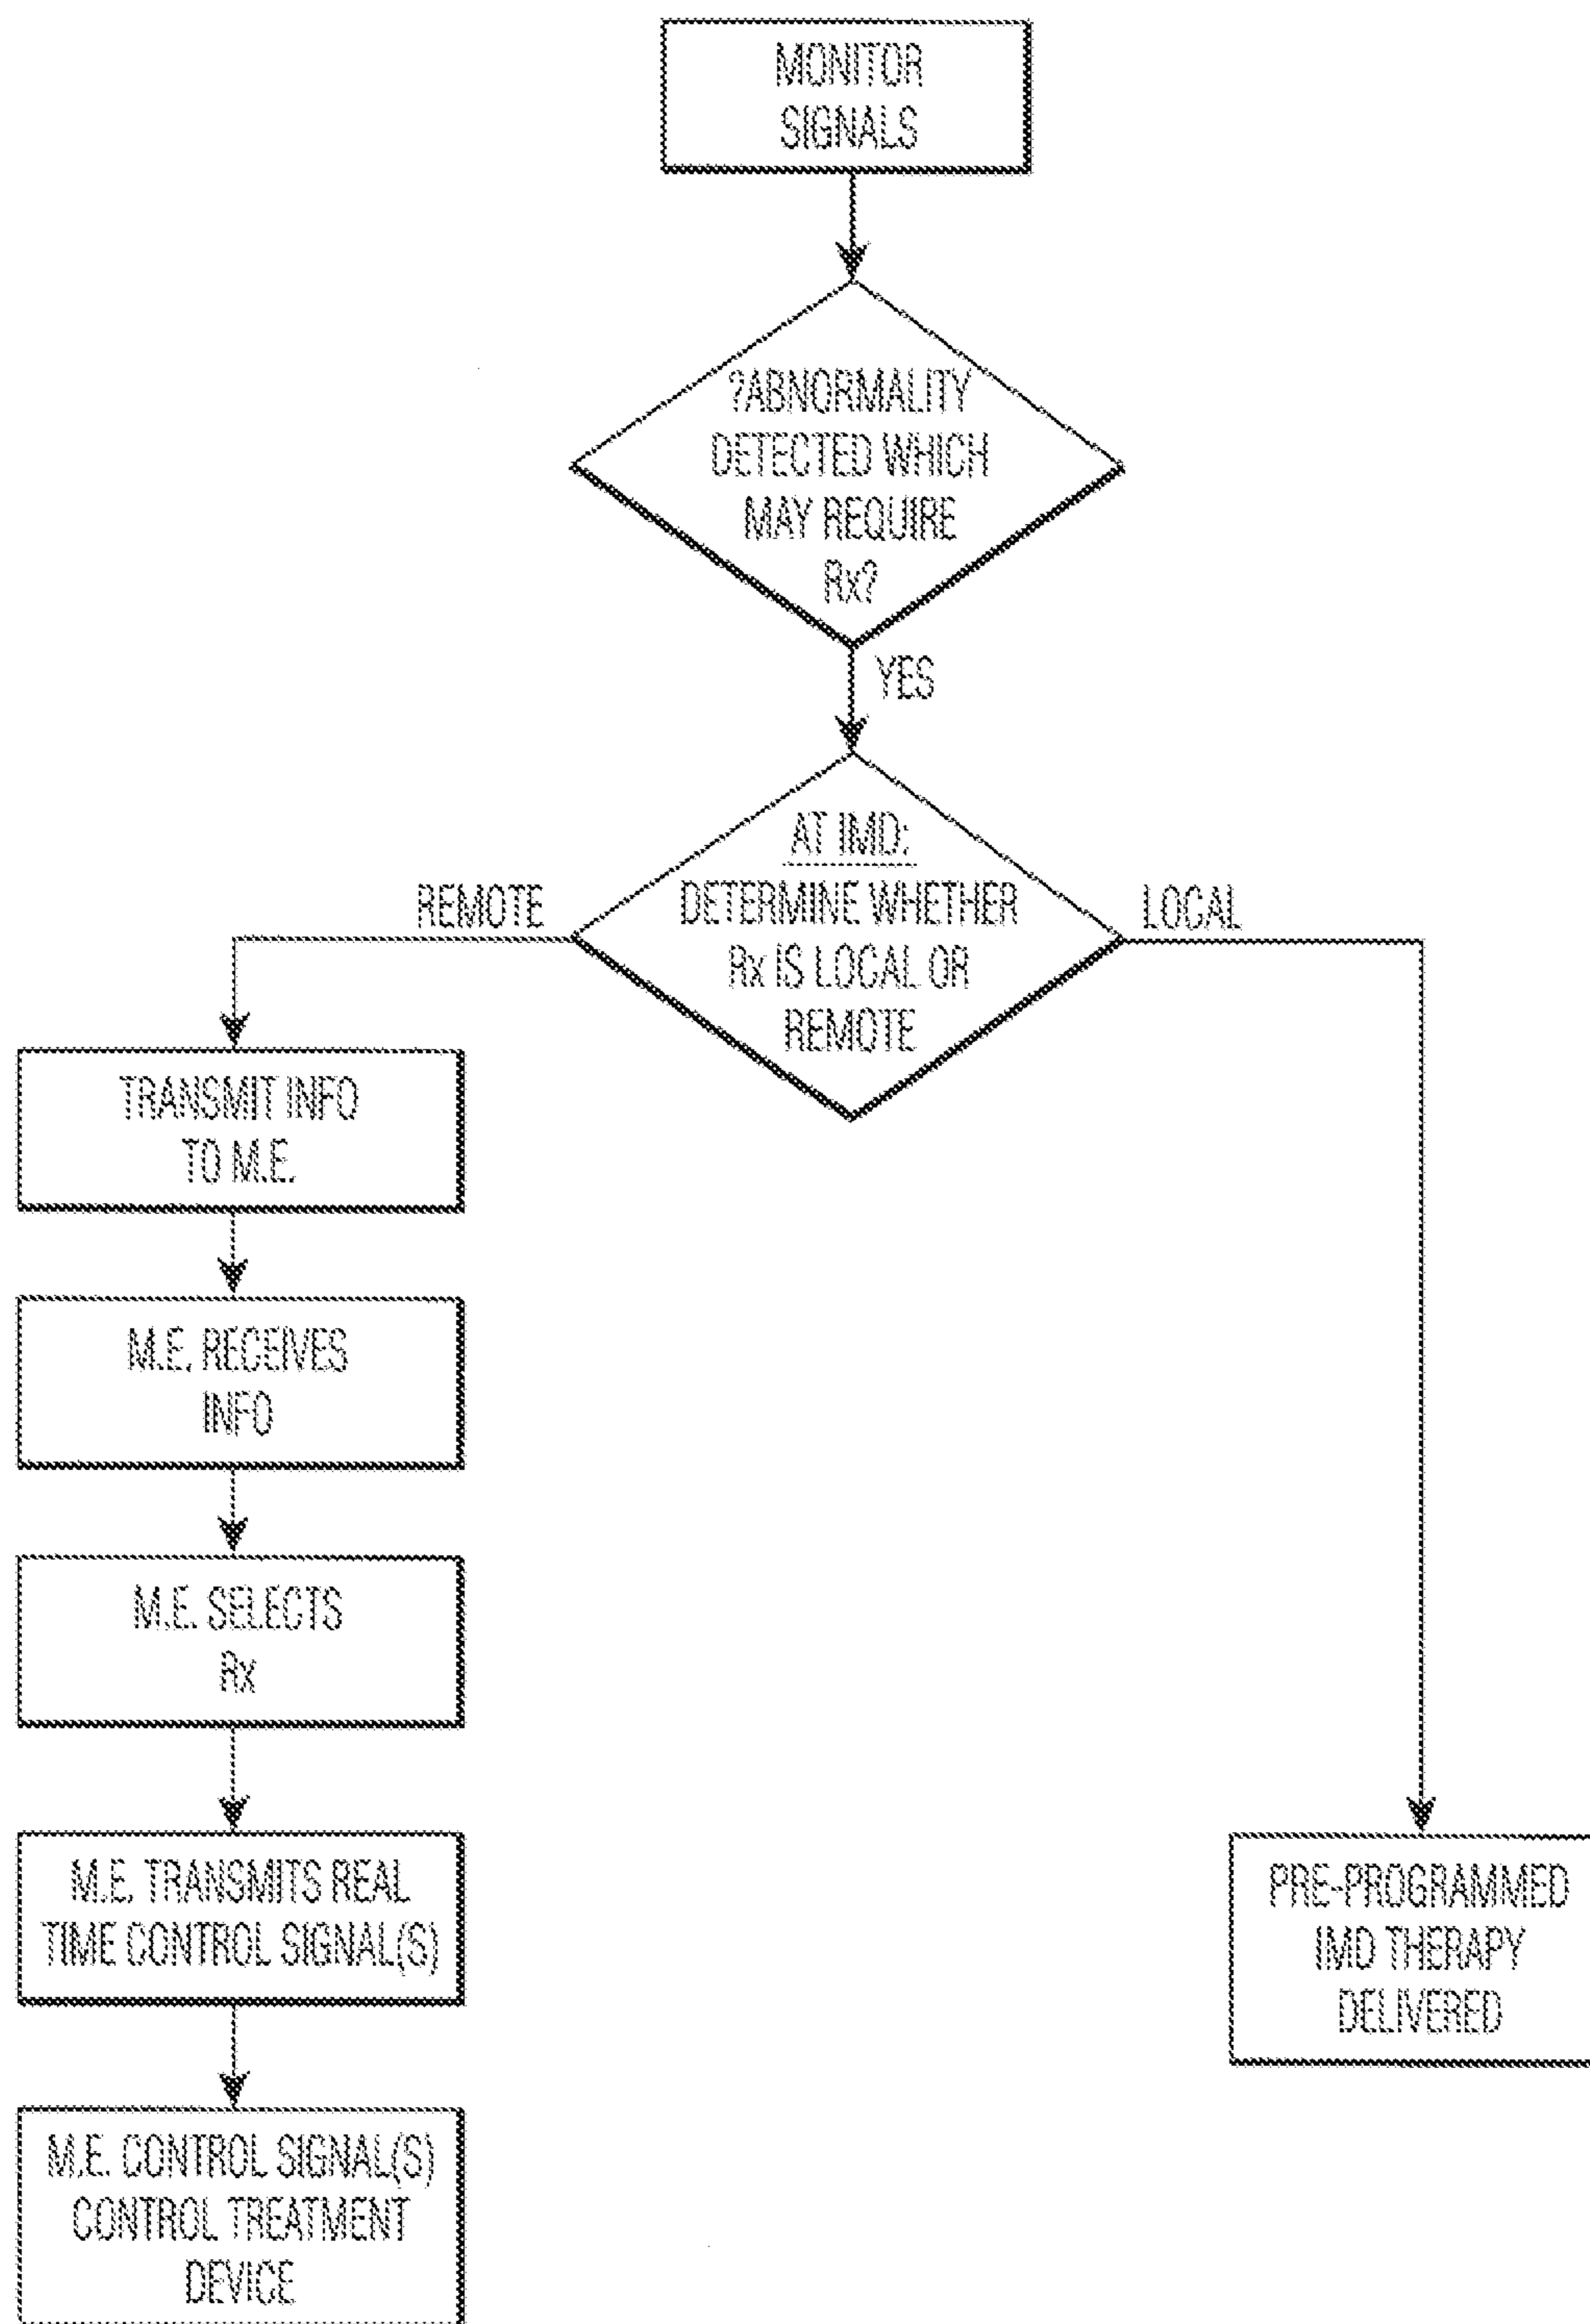 MONITOR
SIGNALS
?ABNORMALITY
DETECTED WHICH
MAY REQUIRE
Rx?
YES
AT IMD:
DETERMINE WHETHER
Rx IS LOCAL OR
REMOTE
REMOTE
LOCAL
TRANSMIT INFO
TO M.E.
M.E. RECEIVES
INFO
M.E. SELECTS
Rx
M.E. TRANSMITS REAL
TIME CONTROL SIGNAL(S)
M.E. CONTROL SIGNAL(S)
CONTROL TREATMENT
DEVICE
PRE-PROGRAMMED
IMD THERAPY
DELIVERED